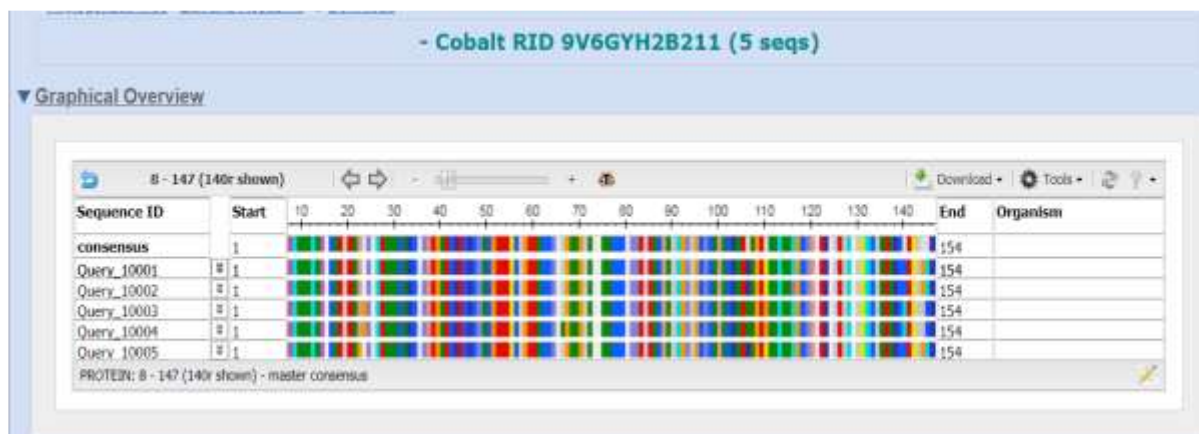 - Cobalt RID 9V6GYH2B211 (5 seqs)
Graphical Overview
8 - 147 (140r shown) - + Download Tools ?
Sequence ID Start 10 20 30 40 50 60 70 80 90 100 110 120 130 140 End Organism
consensus 1 154
Query_10001 1 154
Query_10002 1 154
Query_10003 1 154
Query_10004 1 154
Query_10005 1 154
PROTEIN: 8 - 147 (140r shown) - master consensus